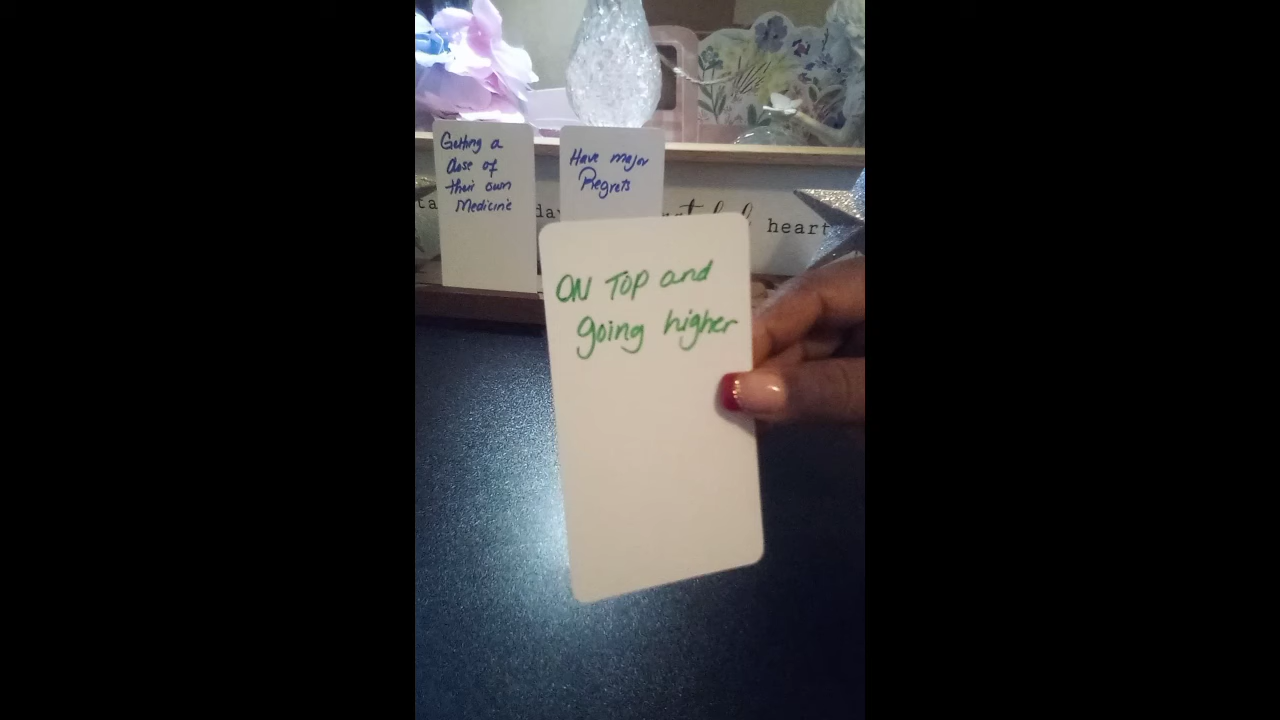 Getting a
dose of
their own
Medicine
Have major
Regrets
heart
ON TOP and
going higher